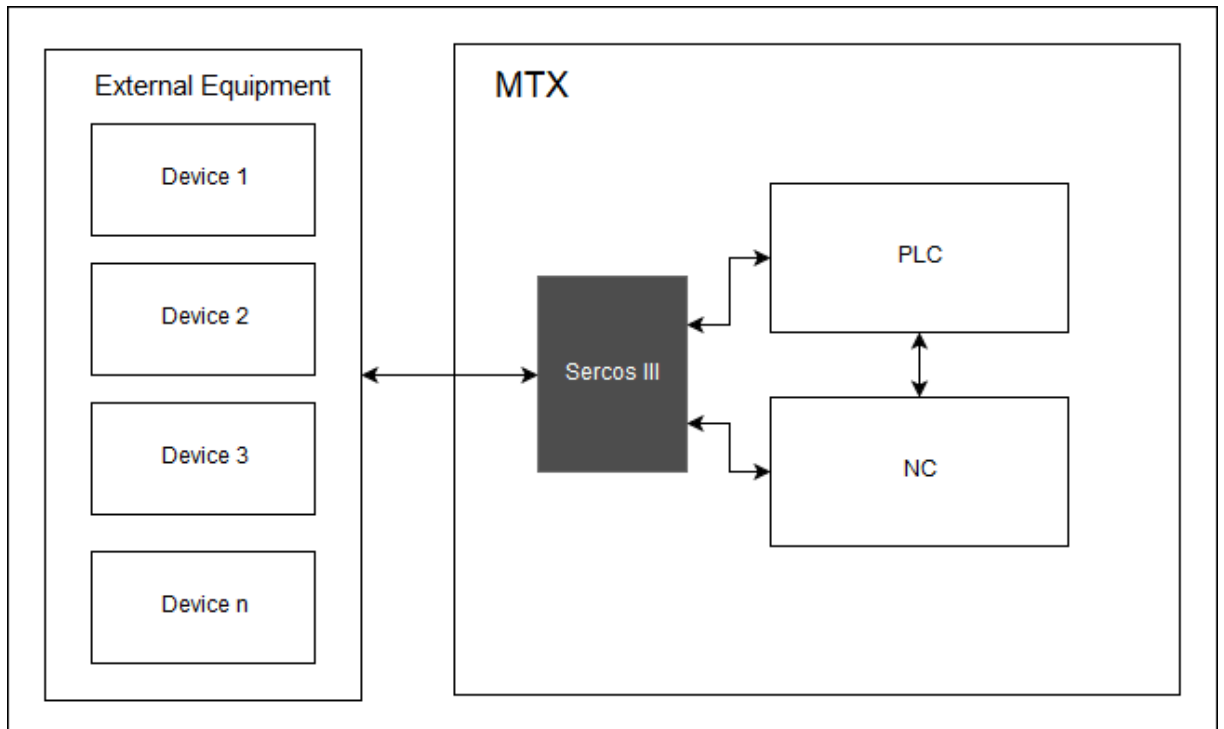 External Equipment
Device 1
Device 2
Device 3
Device n
MTX
Sercos III
PLC
NC